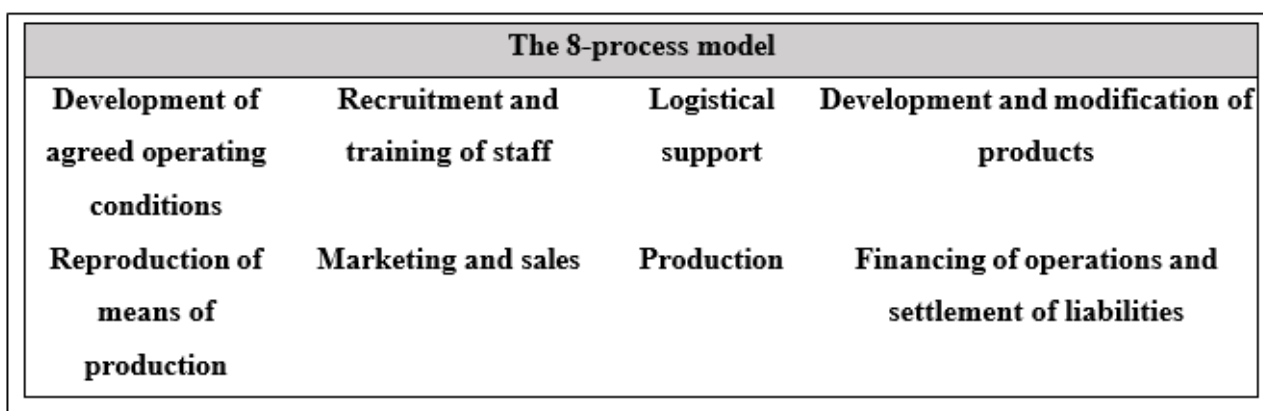 The 8-process model
Development of agreed operating conditions
Recruitment and training of staff
Logistical support
Development and modification of products
Reproduction of means of production
Marketing and sales
Production
Financing of operations and settlement of liabilities